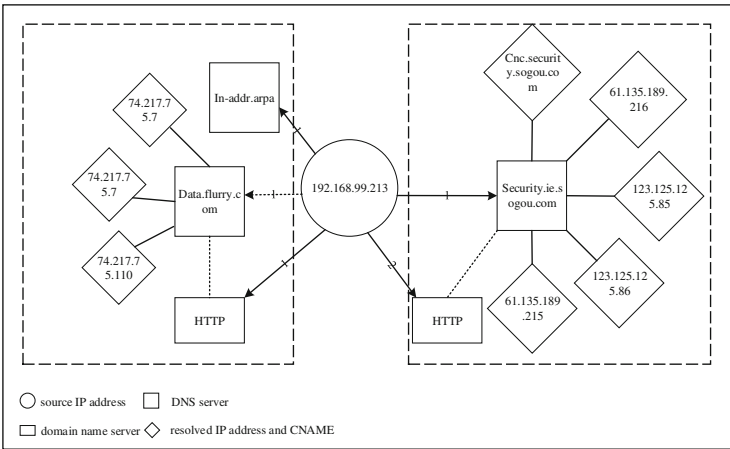 In-addr.arpa
74.217.7
5.7
74.217.7
5.7
74.217.7
5.110
Data.flurry.c
om
HTTP
1
1
1
192.168.99.213
1
2
Cnc.securit
y.sogou.co
m
61.135.189.
216
Security.ie.s
ogou.com
123.125.12
5.85
123.125.12
5.86
61.135.189
.215
HTTP
source IP address
DNS server
domain name server
resolved IP address and CNAME